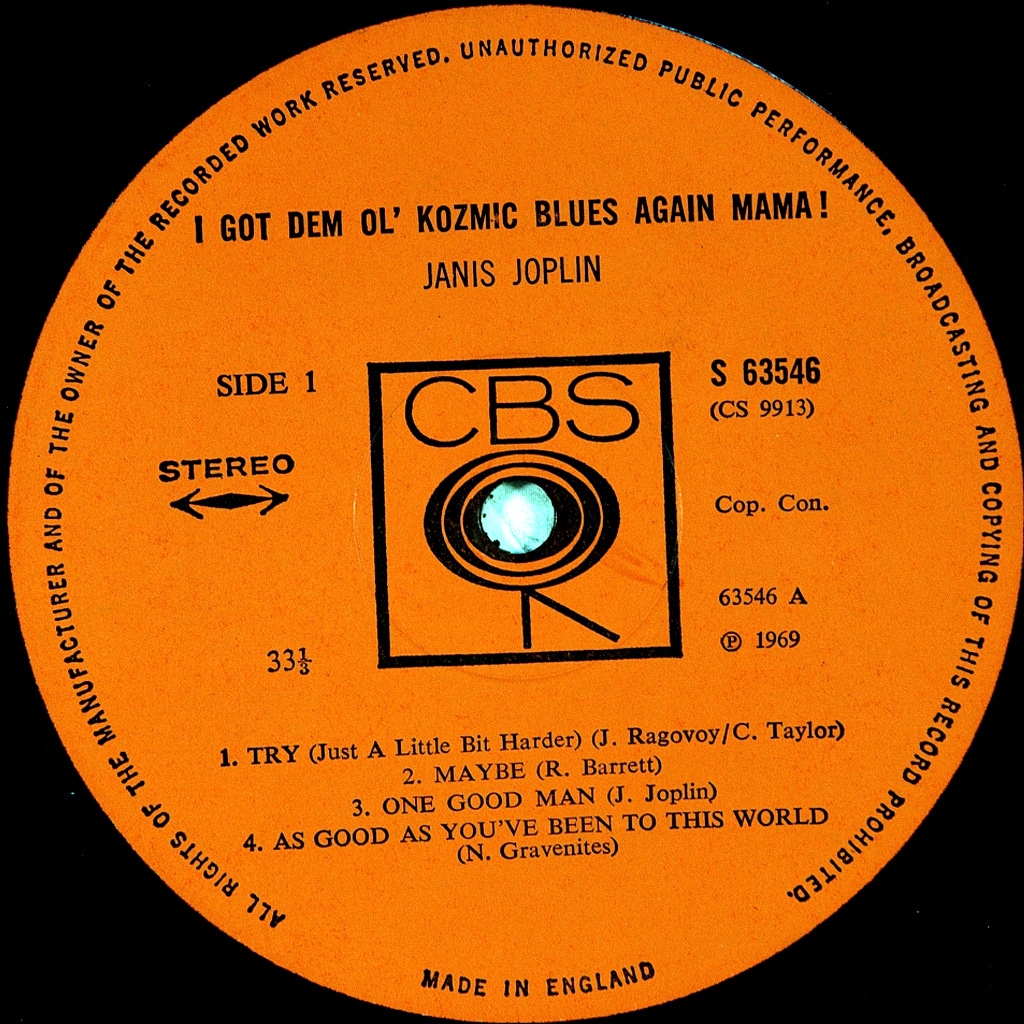 ALL RIGHTS OF THE MANUFACTURER AND OF THE OWNER OF THE RECORDED WORK RESERVED. UNAUTHORIZED PUBLIC PERFORMANCE, BROADCASTING AND COPYING OF THIS RECORD PROHIBITED.
I GOT DEM OL' KOZMIC BLUES AGAIN MAMA!
JANIS JOPLIN
SIDE 1
STEREO
33⅓
CBS
S 63546
(CS 9913)
Cop. Con.
63546 A
℗ 1969
1. TRY (Just A Little Bit Harder) (J. Ragovoy/C. Taylor)
2. MAYBE (R. Barrett)
3. ONE GOOD MAN (J. Joplin)
4. AS GOOD AS YOU'VE BEEN TO THIS WORLD
(N. Gravenites)
MADE IN ENGLAND